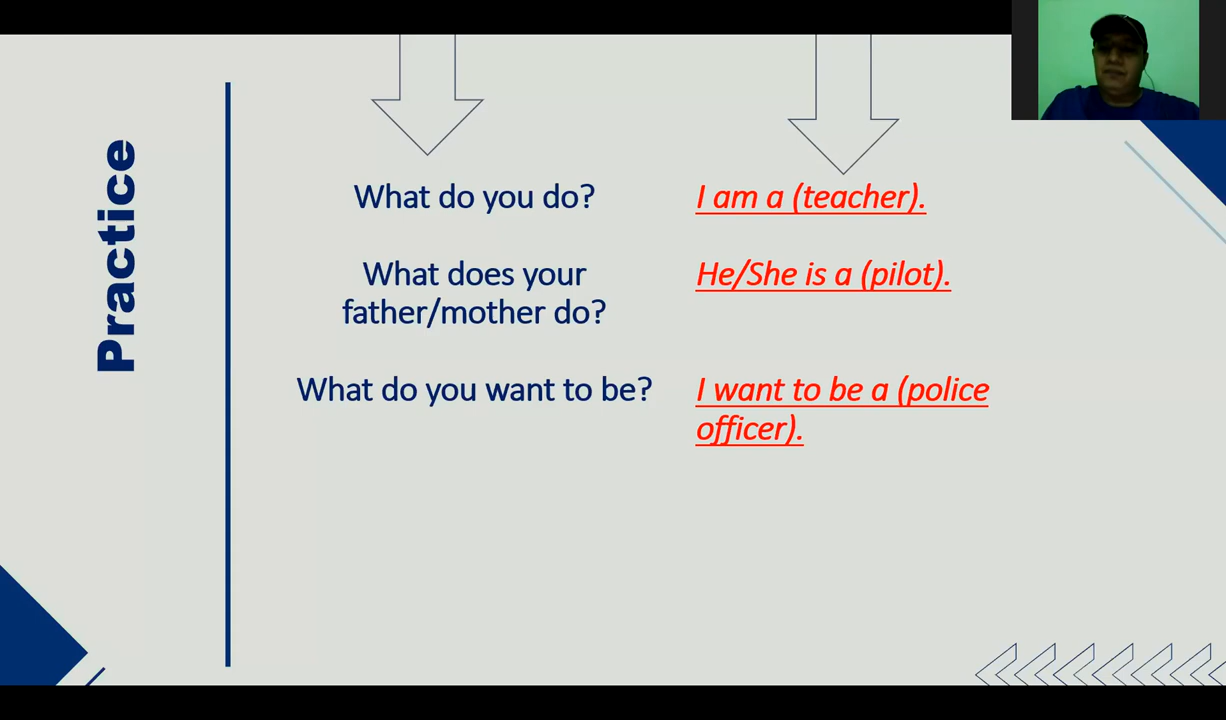 Practice
What do you do?
I am a (teacher).
What does your
father/mother do?
He/She is a (pilot).
What do you want to be?
I want to be a (police
officer).